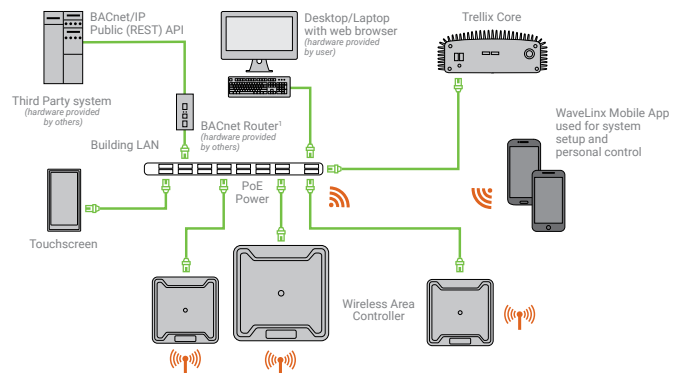 BACnet/IP
Public (REST) API
Desktop/Laptop
with web browser
(hardware provided
by user)
Trellix Core
Third Party system
(hardware provided
by others)
BACnet Router¹
(hardware provided
by others)
Building LAN
WaveLinx Mobile App
used for system
setup and
personal control
PoE
Power
Touchscreen
Wireless Area
Controller